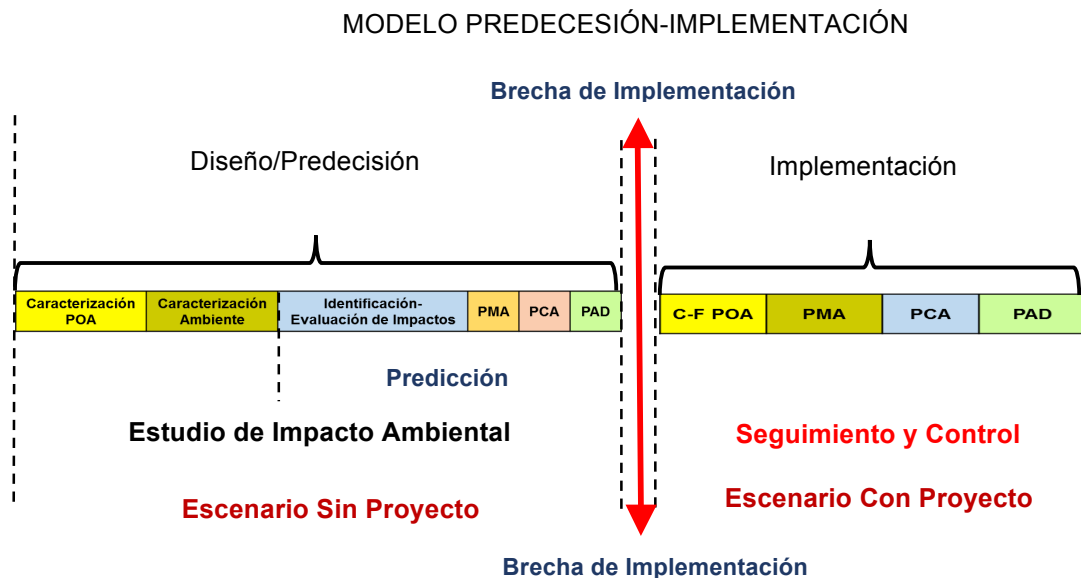 MODELO PREDECESIÓN-IMPLEMENTACIÓN
Brecha de Implementación
Diseño/Predecisión
Implementación
Caracterización
POA
Caracterización
Ambiente
Identificación-
Evaluación de Impactos
PMA
PCA
PAD
C-F POA
PMA
PCA
PAD
Predicción
Estudio de Impacto Ambiental
Seguimiento y Control
Escenario Sin Proyecto
Escenario Con Proyecto
Brecha de Implementación